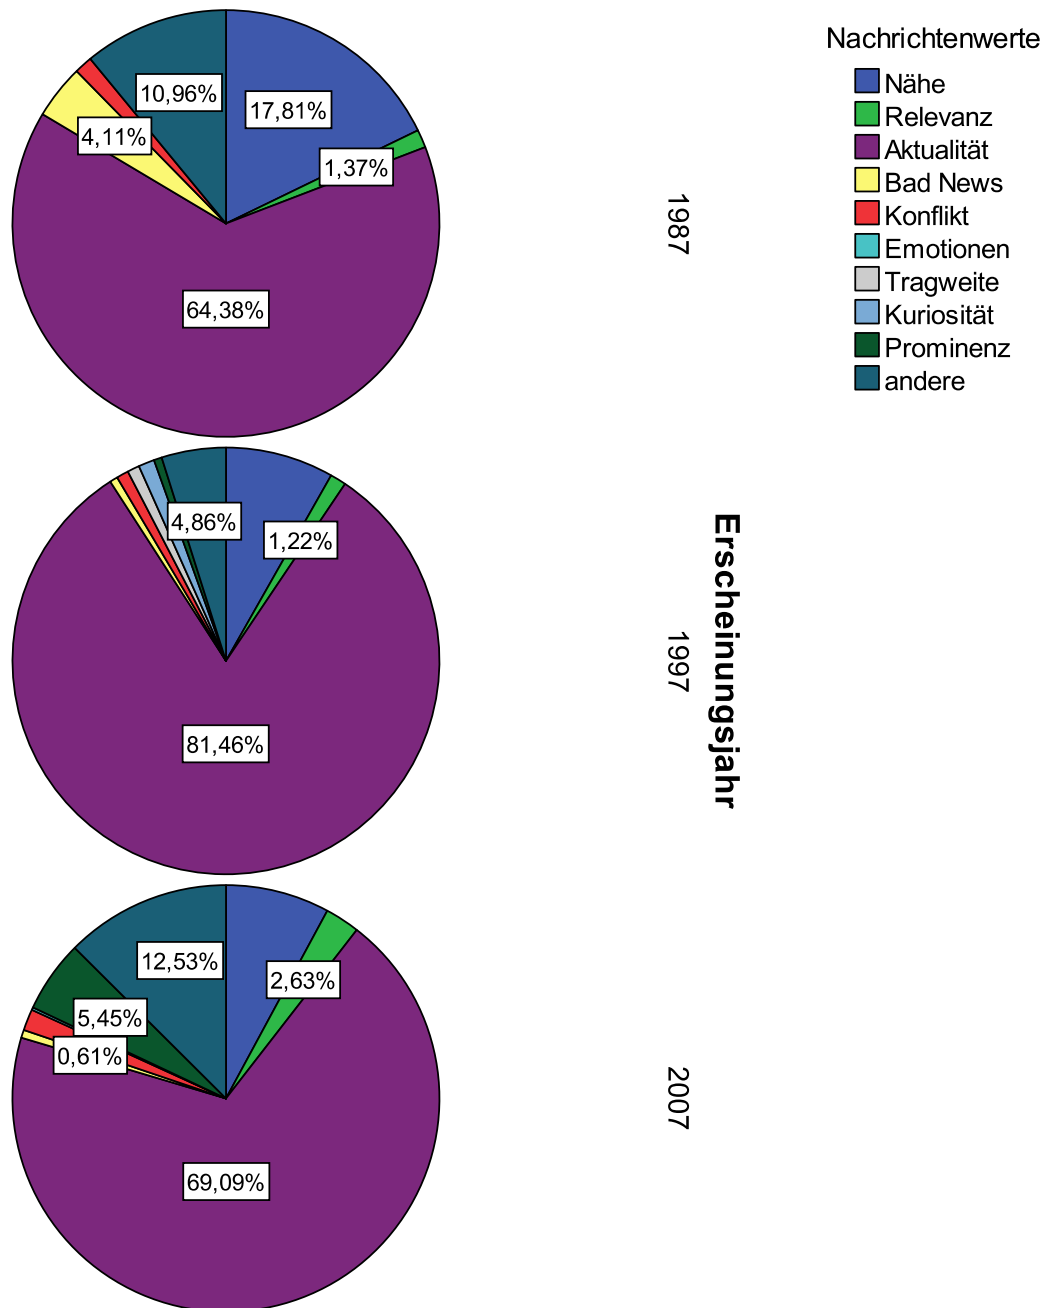 Nachrichtenwerte
Nähe
Relevanz
Aktualität
Bad News
Konflikt
Emotionen
Tragweite
Kuriosität
Prominenz
andere
10,96%
17,81%
4,11%
1,37%
64,38%
1987
4,86%
1,22%
81,46%
1997
Erscheinungsjahr
12,53%
2,63%
5,45%
0,61%
69,09%
2007